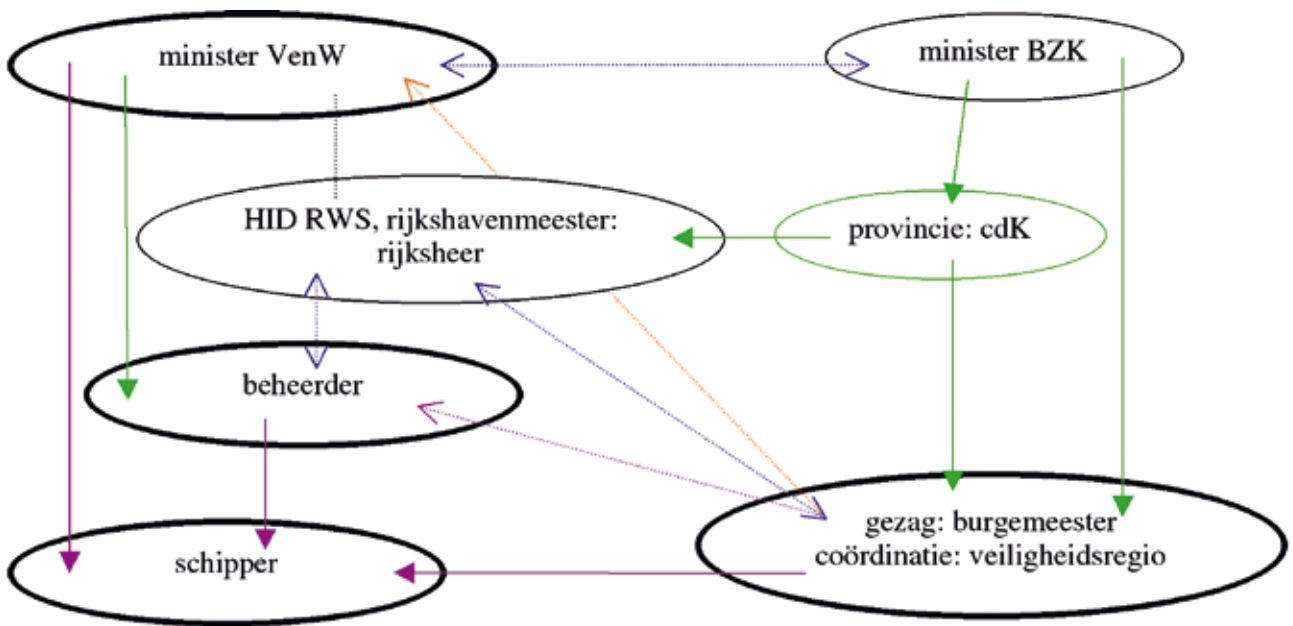 minister VenW
minister BZK
HID RWS, rijkshavenmeester:
rijksheer
provincie: cdK
beheerder
gezag: burgemeester
coördinatie: veiligheidsregio
schipper